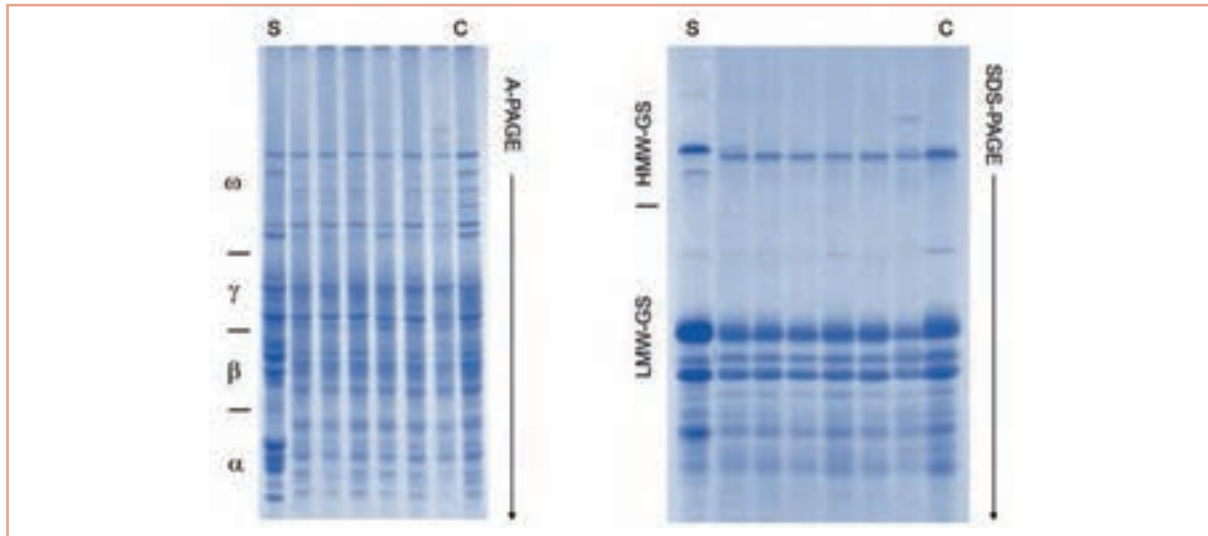 S C
A-PAGE
ω
γ
β
α
S C
HMW-GS
LMW-GS
SDS-PAGE